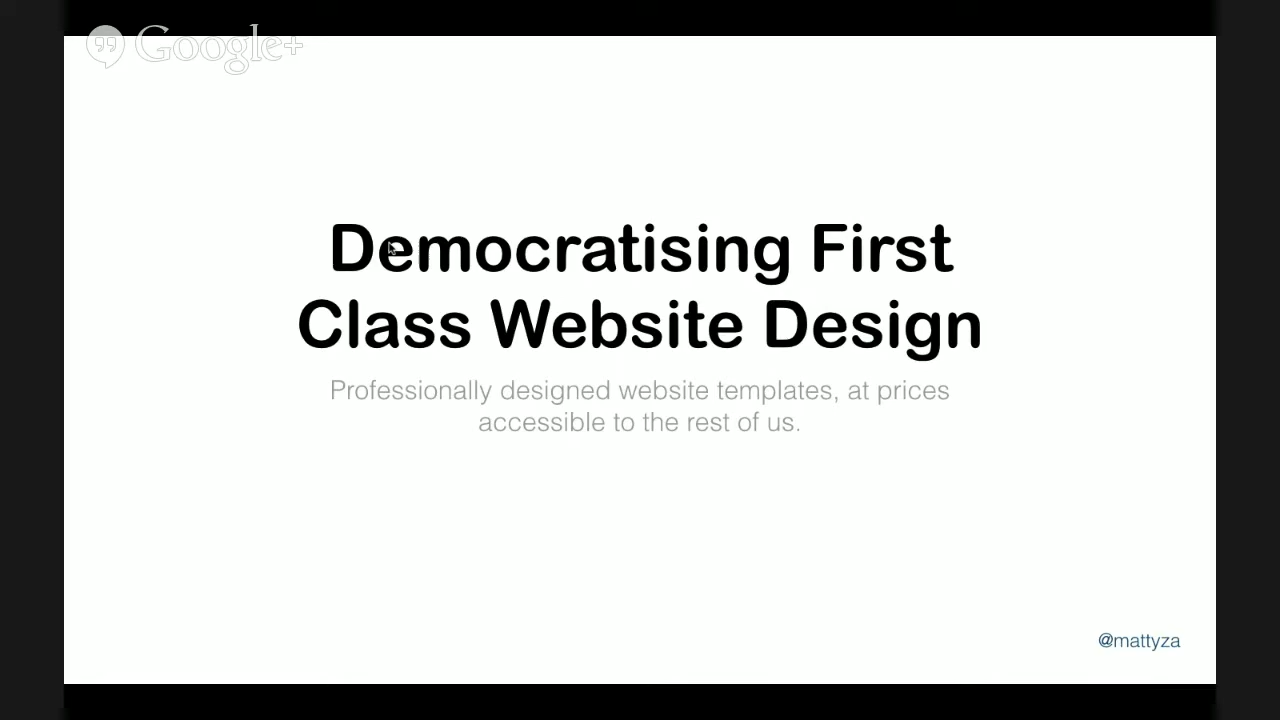 Google+
Democratising First
Class Website Design
Professionally designed website templates, at prices
accessible to the rest of us.
@mattyza